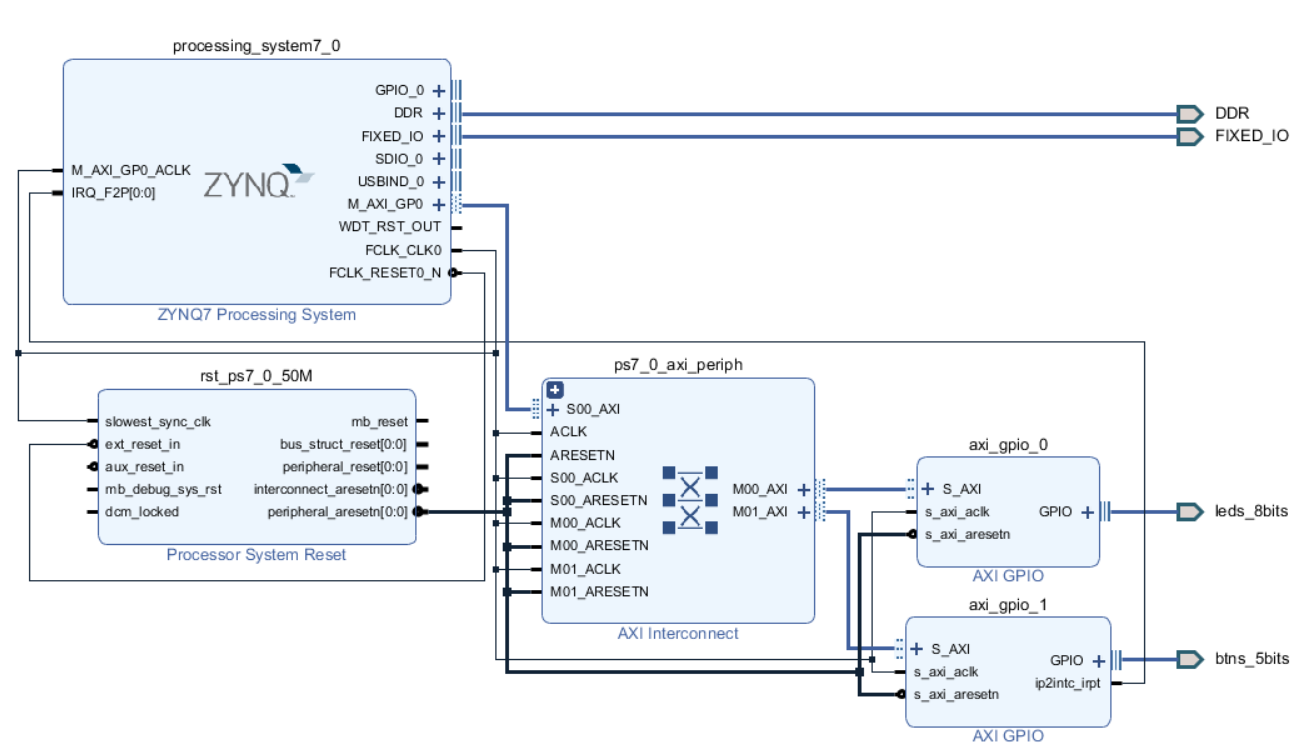 processing_system7_0
GPIO_0
DDR
FIXED_IO
SDIO_0
USBIND_0
M_AXI_GP0
WDT_RST_OUT
FCLK_CLK0
FCLK_RESET0_N
M_AXI_GP0_ACLK
IRQ_F2P[0:0]
ZYNQ
ZYNQ7 Processing System
DDR
FIXED_IO
rst_ps7_0_50M
slowest_sync_clk
ext_reset_in
aux_reset_in
mb_debug_sys_rst
dcm_locked
mb_reset
bus_struct_reset[0:0]
peripheral_reset[0:0]
interconnect_aresetn[0:0]
peripheral_aresetn[0:0]
Processor System Reset
ps7_0_axi_periph
S00_AXI
ACLK
ARESETN
S00_ACLK
S00_ARESETN
M00_ACLK
M00_ARESETN
M01_ACLK
M01_ARESETN
M00_AXI
M01_AXI
AXI Interconnect
axi_gpio_0
S_AXI
s_axi_aclk
s_axi_aresetn
GPIO
AXI GPIO
leds_8bits
axi_gpio_1
S_AXI
s_axi_aclk
s_axi_aresetn
GPIO
ip2intc_irpt
AXI GPIO
btns_5bits